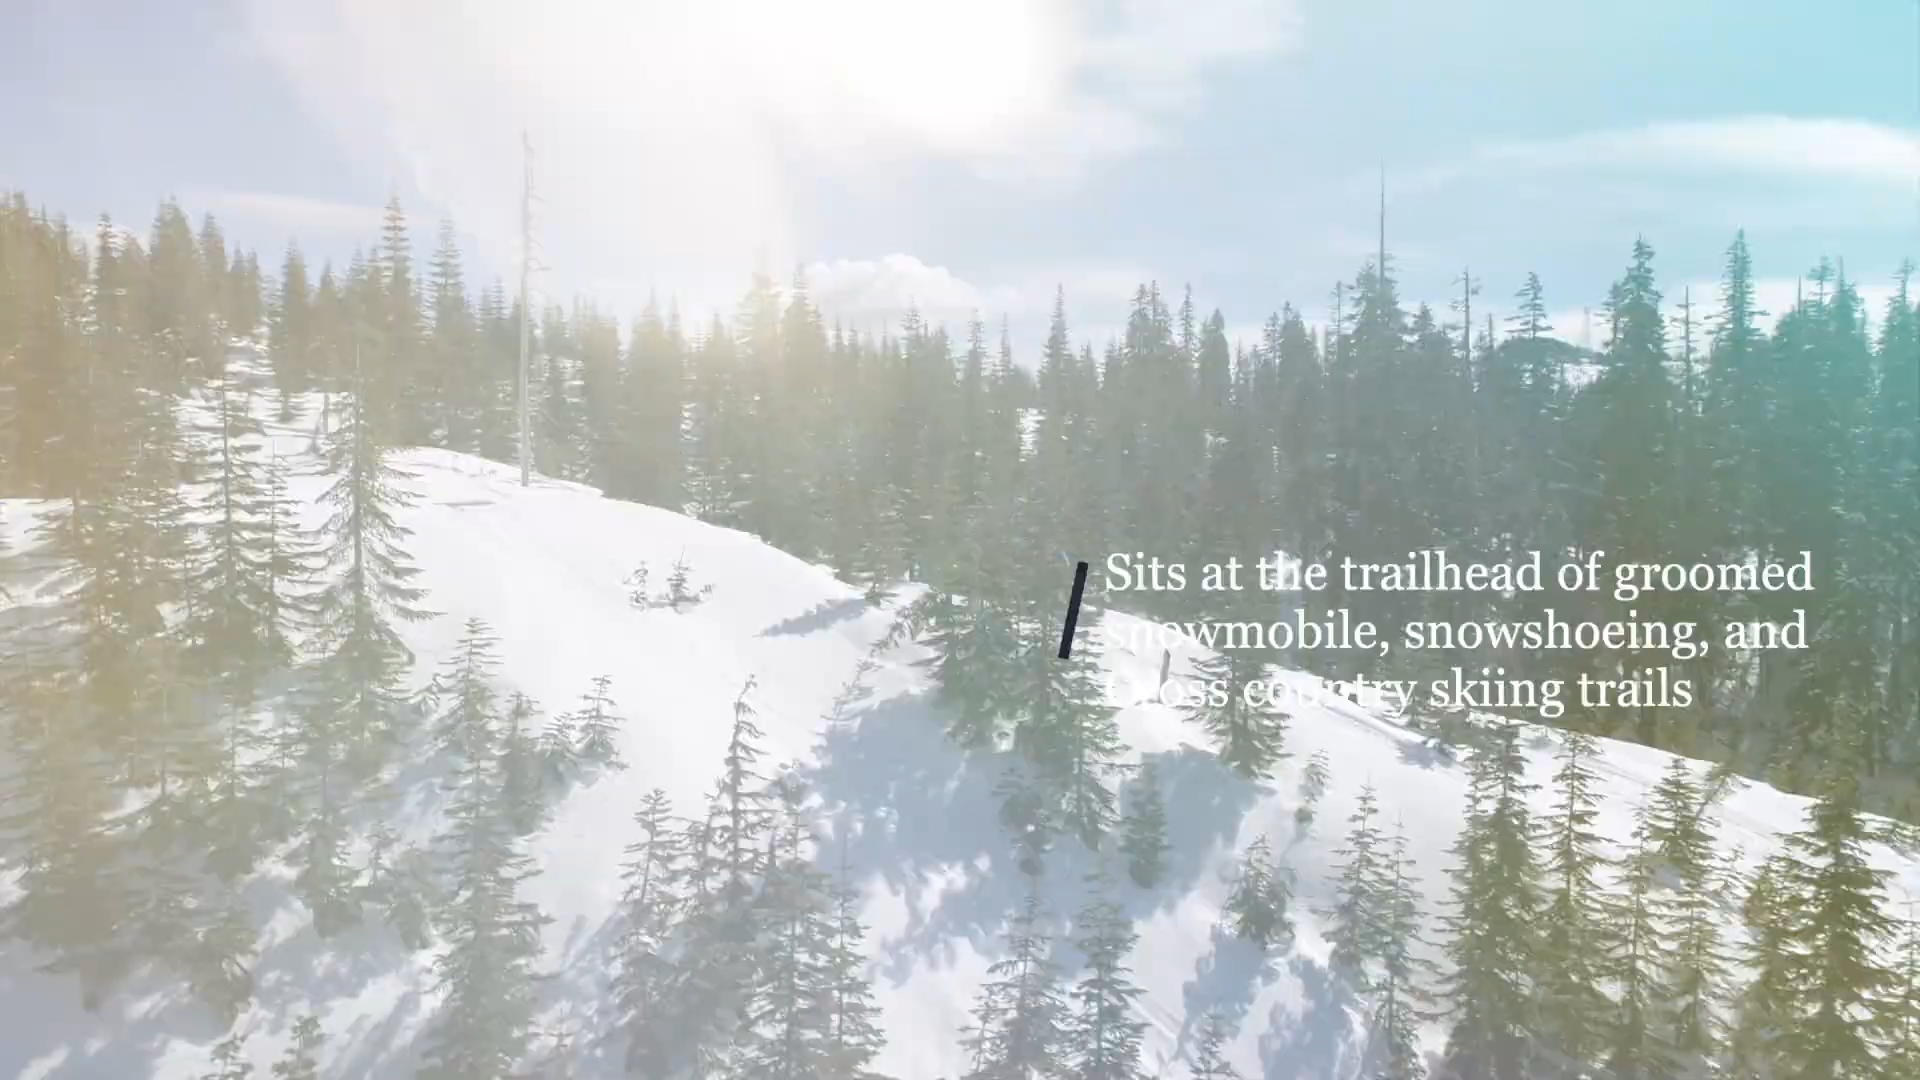 Sits at the trailhead of groomed
snowmobile, snowshoeing, and
Cross country skiing trails